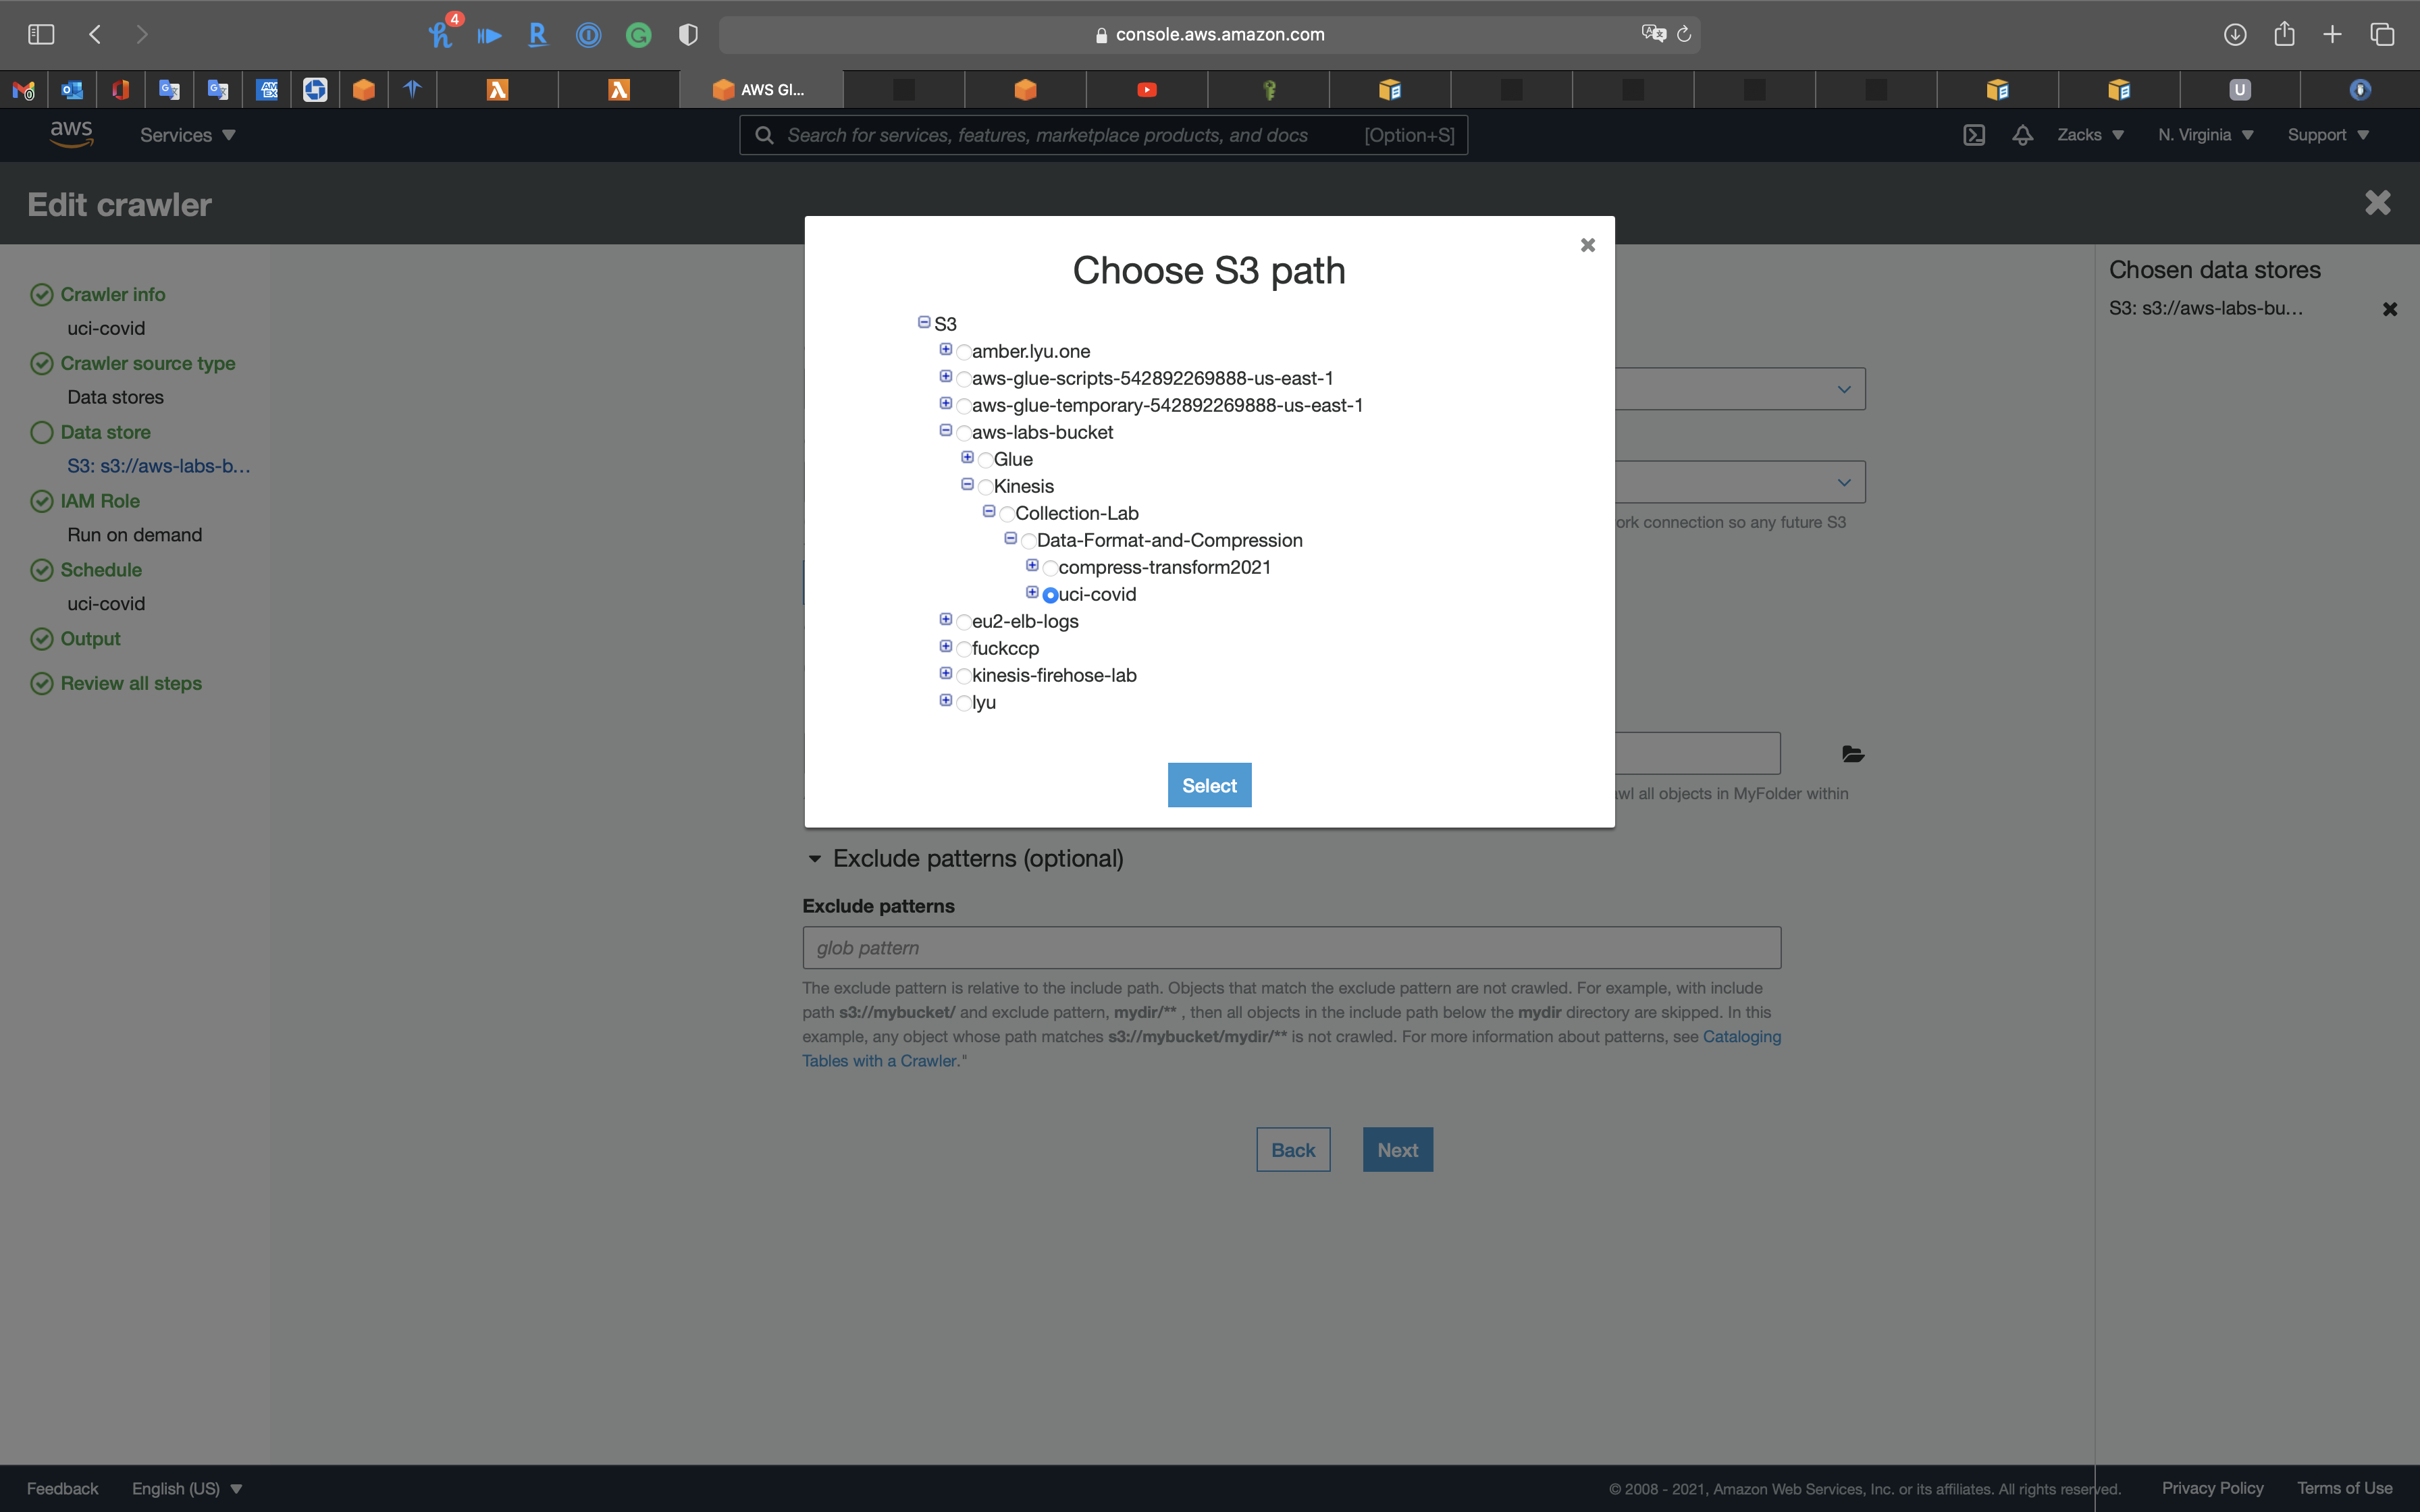 4
console.aws.amazon.com
AWS Gl...
U
aws
Services
Search for services, features, marketplace products, and docs [Option+S]
Zacks
N. Virginia
Support
Edit crawler
Crawler info
uci-covid
Crawler source type
Data stores
Data store
S3: s3://aws-labs-b...
IAM Role
Run on demand
Schedule
uci-covid
Output
Review all steps
Choose S3 path
S3
amber.lyu.one
aws-glue-scripts-542892269888-us-east-1
aws-glue-temporary-542892269888-us-east-1
aws-labs-bucket
Glue
Kinesis
Collection-Lab
Data-Format-and-Compression
compress-transform2021
uci-covid
eu2-elb-logs
fuckccp
kinesis-firehose-lab
lyu
Select
ork connection so any future S3
wl all objects in MyFolder within
Exclude patterns (optional)
Exclude patterns
glob pattern
The exclude pattern is relative to the include path. Objects that match the exclude pattern are not crawled. For example, with include
path s3://mybucket/ and exclude pattern, mydir/** , then all objects in the include path below the mydir directory are skipped. In this
example, any object whose path matches s3://mybucket/mydir/** is not crawled. For more information about patterns, see Cataloging
Tables with a Crawler."
Back
Next
Chosen data stores
S3: s3://aws-labs-bu...
Feedback
English (US)
© 2008 - 2021, Amazon Web Services, Inc. or its affiliates. All rights reserved.
Privacy Policy
Terms of Use